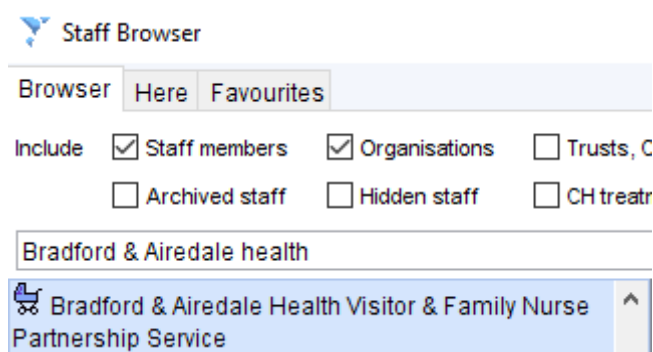 Staff Browser
Browser Here Favourites
Include Staff members Organisations Trusts,
Archived staff Hidden staff CH
Bradford & Airedale health
Bradford & Airedale Health Visitor & Family Nurse
Partnership Service